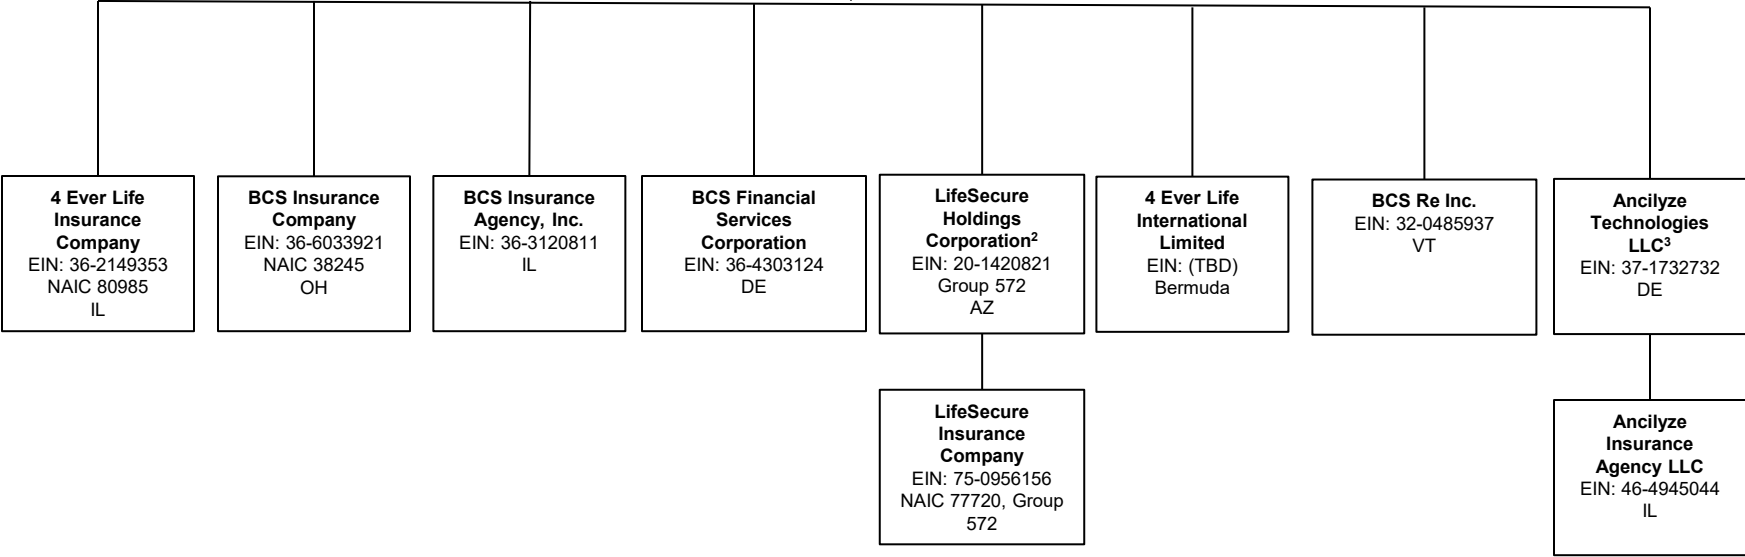 4 Ever Life
Insurance
Company
EIN: 36-2149353
NAIC 80985
IL
BCS Insurance
Company
EIN: 36-6033921
NAIC 38245
OH
BCS Insurance
Agency, Inc.
EIN: 36-3120811
IL
BCS Financial
Services
Corporation
EIN: 36-4303124
DE
LifeSecure
Holdings
Corporation²
EIN: 20-1420821
Group 572
AZ
4 Ever Life
International
Limited
EIN: (TBD)
Bermuda
BCS Re Inc.
EIN: 32-0485937
VT
Ancilyze
Technologies
LLC³
EIN: 37-1732732
DE
LifeSecure
Insurance
Company
EIN: 75-0956156
NAIC 77720, Group
572
Ancilyze
Insurance
Agency LLC
EIN: 46-4945044
IL